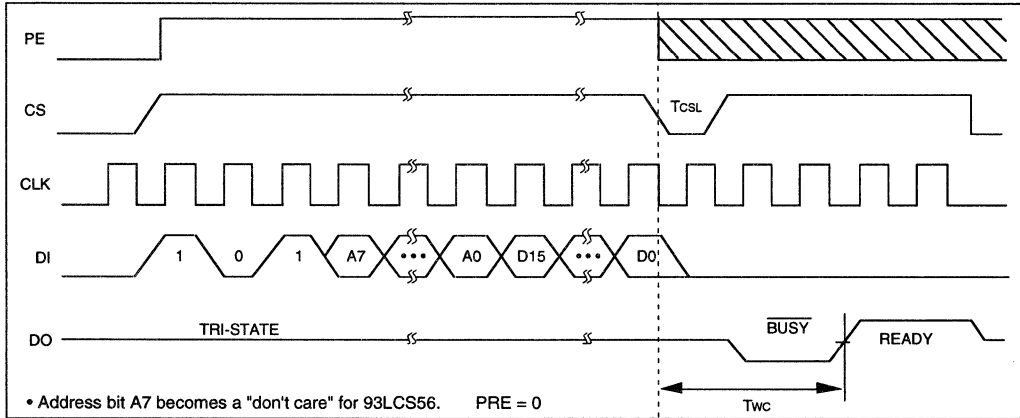 PE
CS
TCSL
CLK
DI
1 0 1 A7 ••• A0 D15 ••• D0
DO
TRI-STATE
BUSY
READY
TWC
• Address bit A7 becomes a "don't care" for 93LCS56. PRE = 0